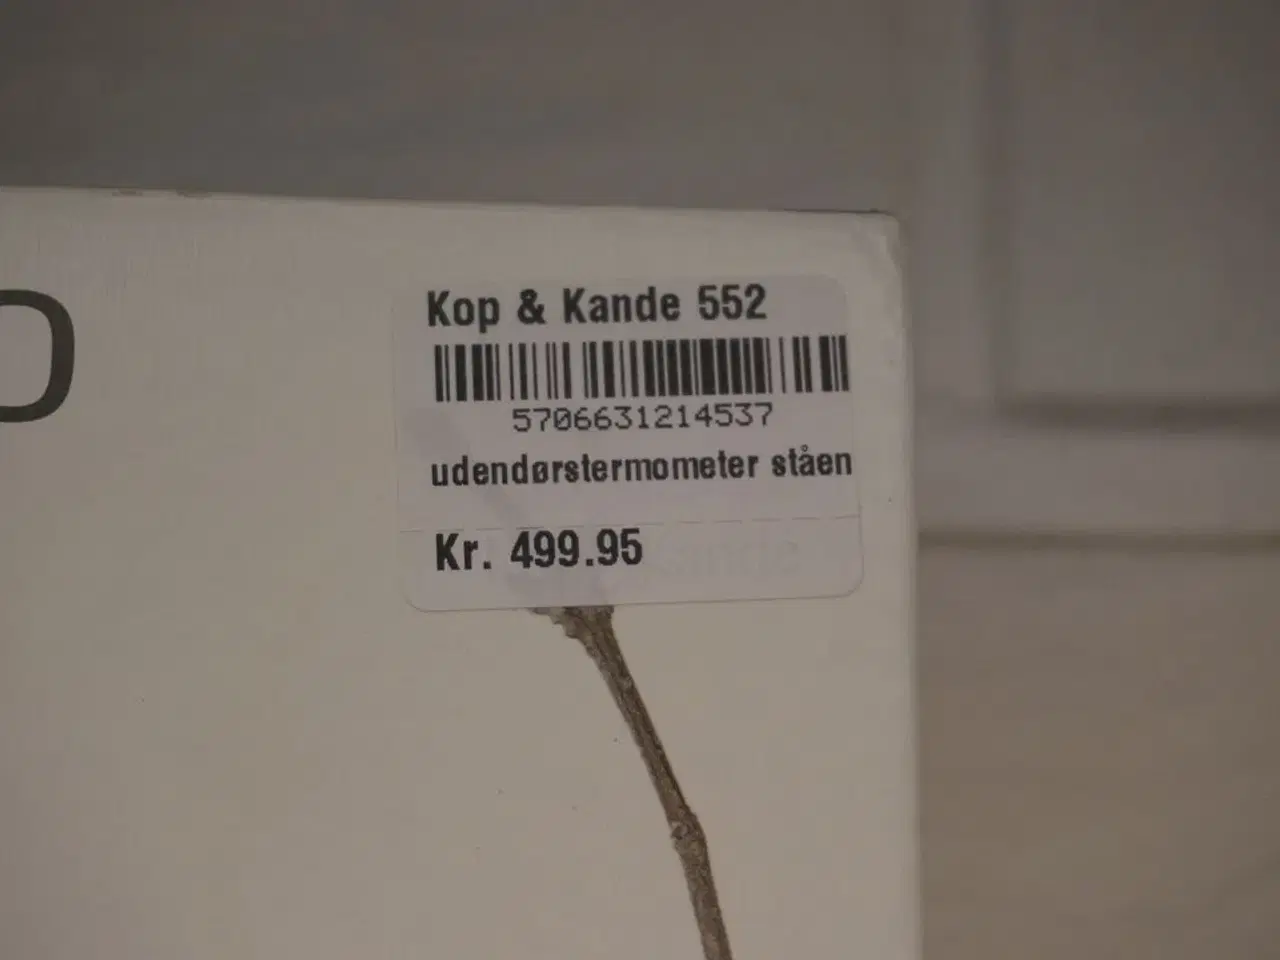 Kop & Kande 552
5706631214537
udendørstermometer ståen
Kr. 499.95